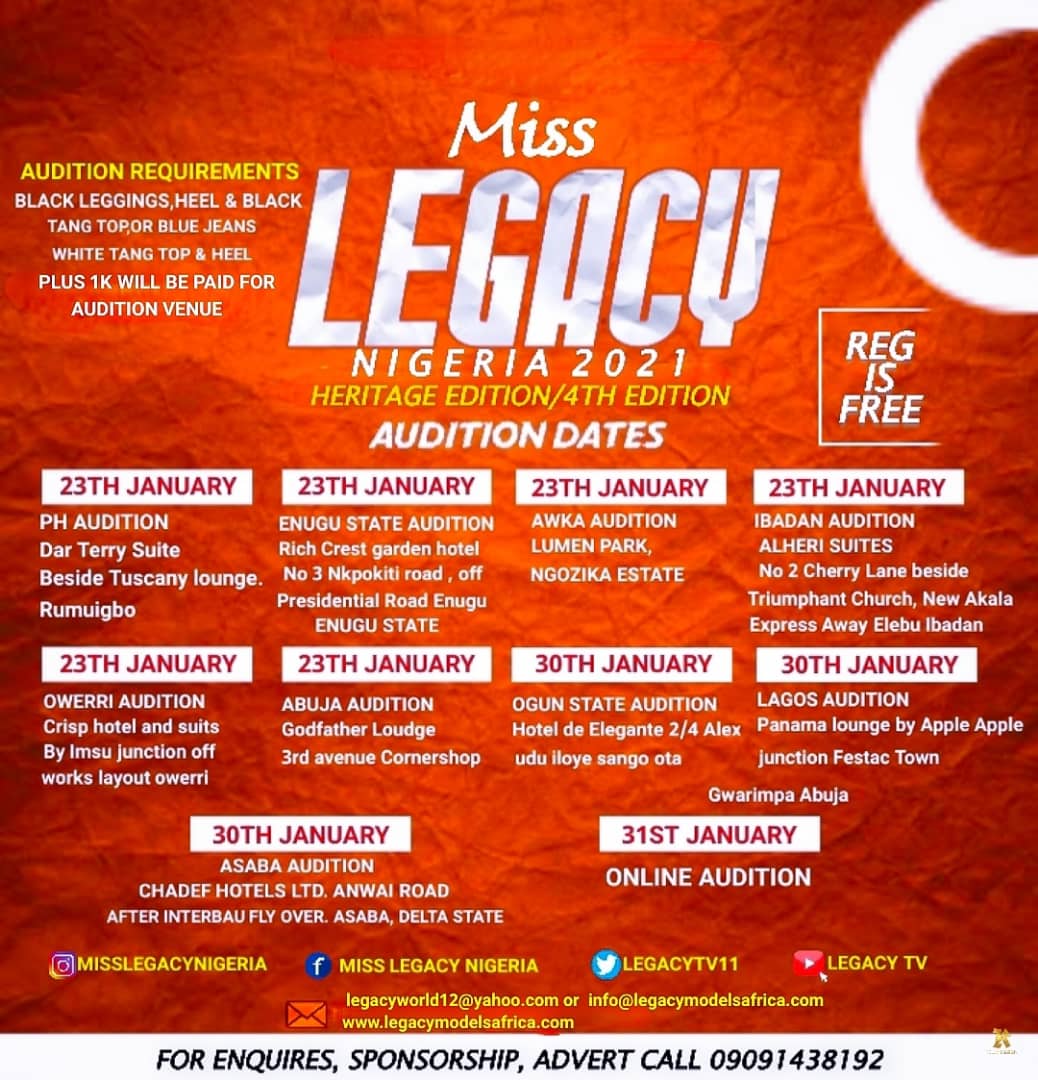 Miss
LEGACY
NIGERIA 2021
HERITAGE EDITION/4TH EDITION
AUDITION REQUIREMENTS
BLACK LEGGINGS,HEEL & BLACK
TANG TOP,OR BLUE JEANS
WHITE TANG TOP & HEEL
PLUS 1K WILL BE PAID FOR
AUDITION VENUE
REG
IS
FREE
AUDITION DATES
23TH JANUARY
PH AUDITION
Dar Terry Suite
Beside Tuscany lounge.
Rumuigbo
23TH JANUARY
ENUGU STATE AUDITION
Rich Crest garden hotel
No 3 Nkpokiti road , off
Presidential Road Enugu
ENUGU STATE
23TH JANUARY
AWKA AUDITION
LUMEN PARK,
NGOZIKA ESTATE
23TH JANUARY
IBADAN AUDITION
ALHERI SUITES
No 2 Cherry Lane beside
Triumphant Church, New Akala
Express Away Elebu Ibadan
23TH JANUARY
OWERRI AUDITION
Crisp hotel and suits
By Imsu junction off
works layout owerri
23TH JANUARY
ABUJA AUDITION
Godfather Loudge
3rd avenue Cornershop
30TH JANUARY
OGUN STATE AUDITION
Hotel de Elegante 2/4 Alex
udu iloye sango ota
30TH JANUARY
LAGOS AUDITION
Panama lounge by Apple Apple
junction Festac Town
Gwarimpa Abuja
30TH JANUARY
ASABA AUDITION
CHADEF HOTELS LTD. ANWAI ROAD
AFTER INTERBAU FLY OVER. ASABA, DELTA STATE
31ST JANUARY
ONLINE AUDITION
MISSLEGACYNIGERIA
MISS LEGACY NIGERIA
LEGACYTV11
LEGACY TV
legacyworld12@yahoo.com or info@legacymodelsafrica.com
www.legacymodelsafrica.com
FOR ENQUIRES, SPONSORSHIP, ADVERT CALL 09091438192